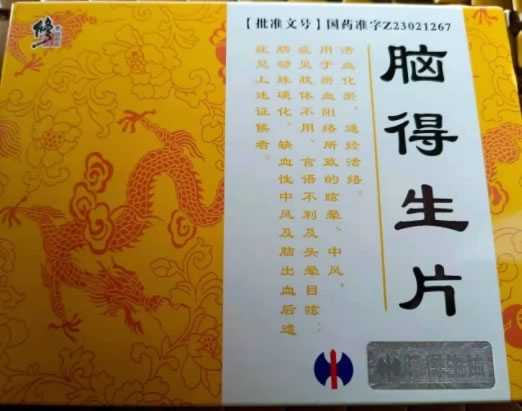 【批准文号】国药准字Z23021267
脑得生片
活血化瘀、通经活络。
用于瘀血阻络所致的眩晕、中风，
症见肢体不用、言语不利及头晕目眩；
脑动脉硬化、缺血性中风及脑出血后遗
症见上述证候者。